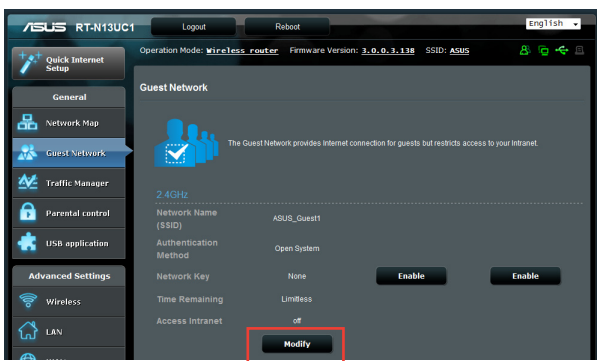 ASUS RT-N13UC1 Logout Reboot English
Operation Mode: Wireless router Firmware Version: 3.0.0.3.138 SSID: ASUS
Quick Internet
Setup
General
Network Map
Guest Network
Traffic Manager
Parental control
USB application
Advanced Settings
Wireless
LAN
Guest Network
The Guest Network provides Internet connection for guests but restricts access to your Intranet.
2.4GHz
Network Name
(SSID)
ASUS_Guest1
Authentication
Method
Open System
Network Key None Enable Enable
Time Remaining Limitless
Access Intranet off
Modify